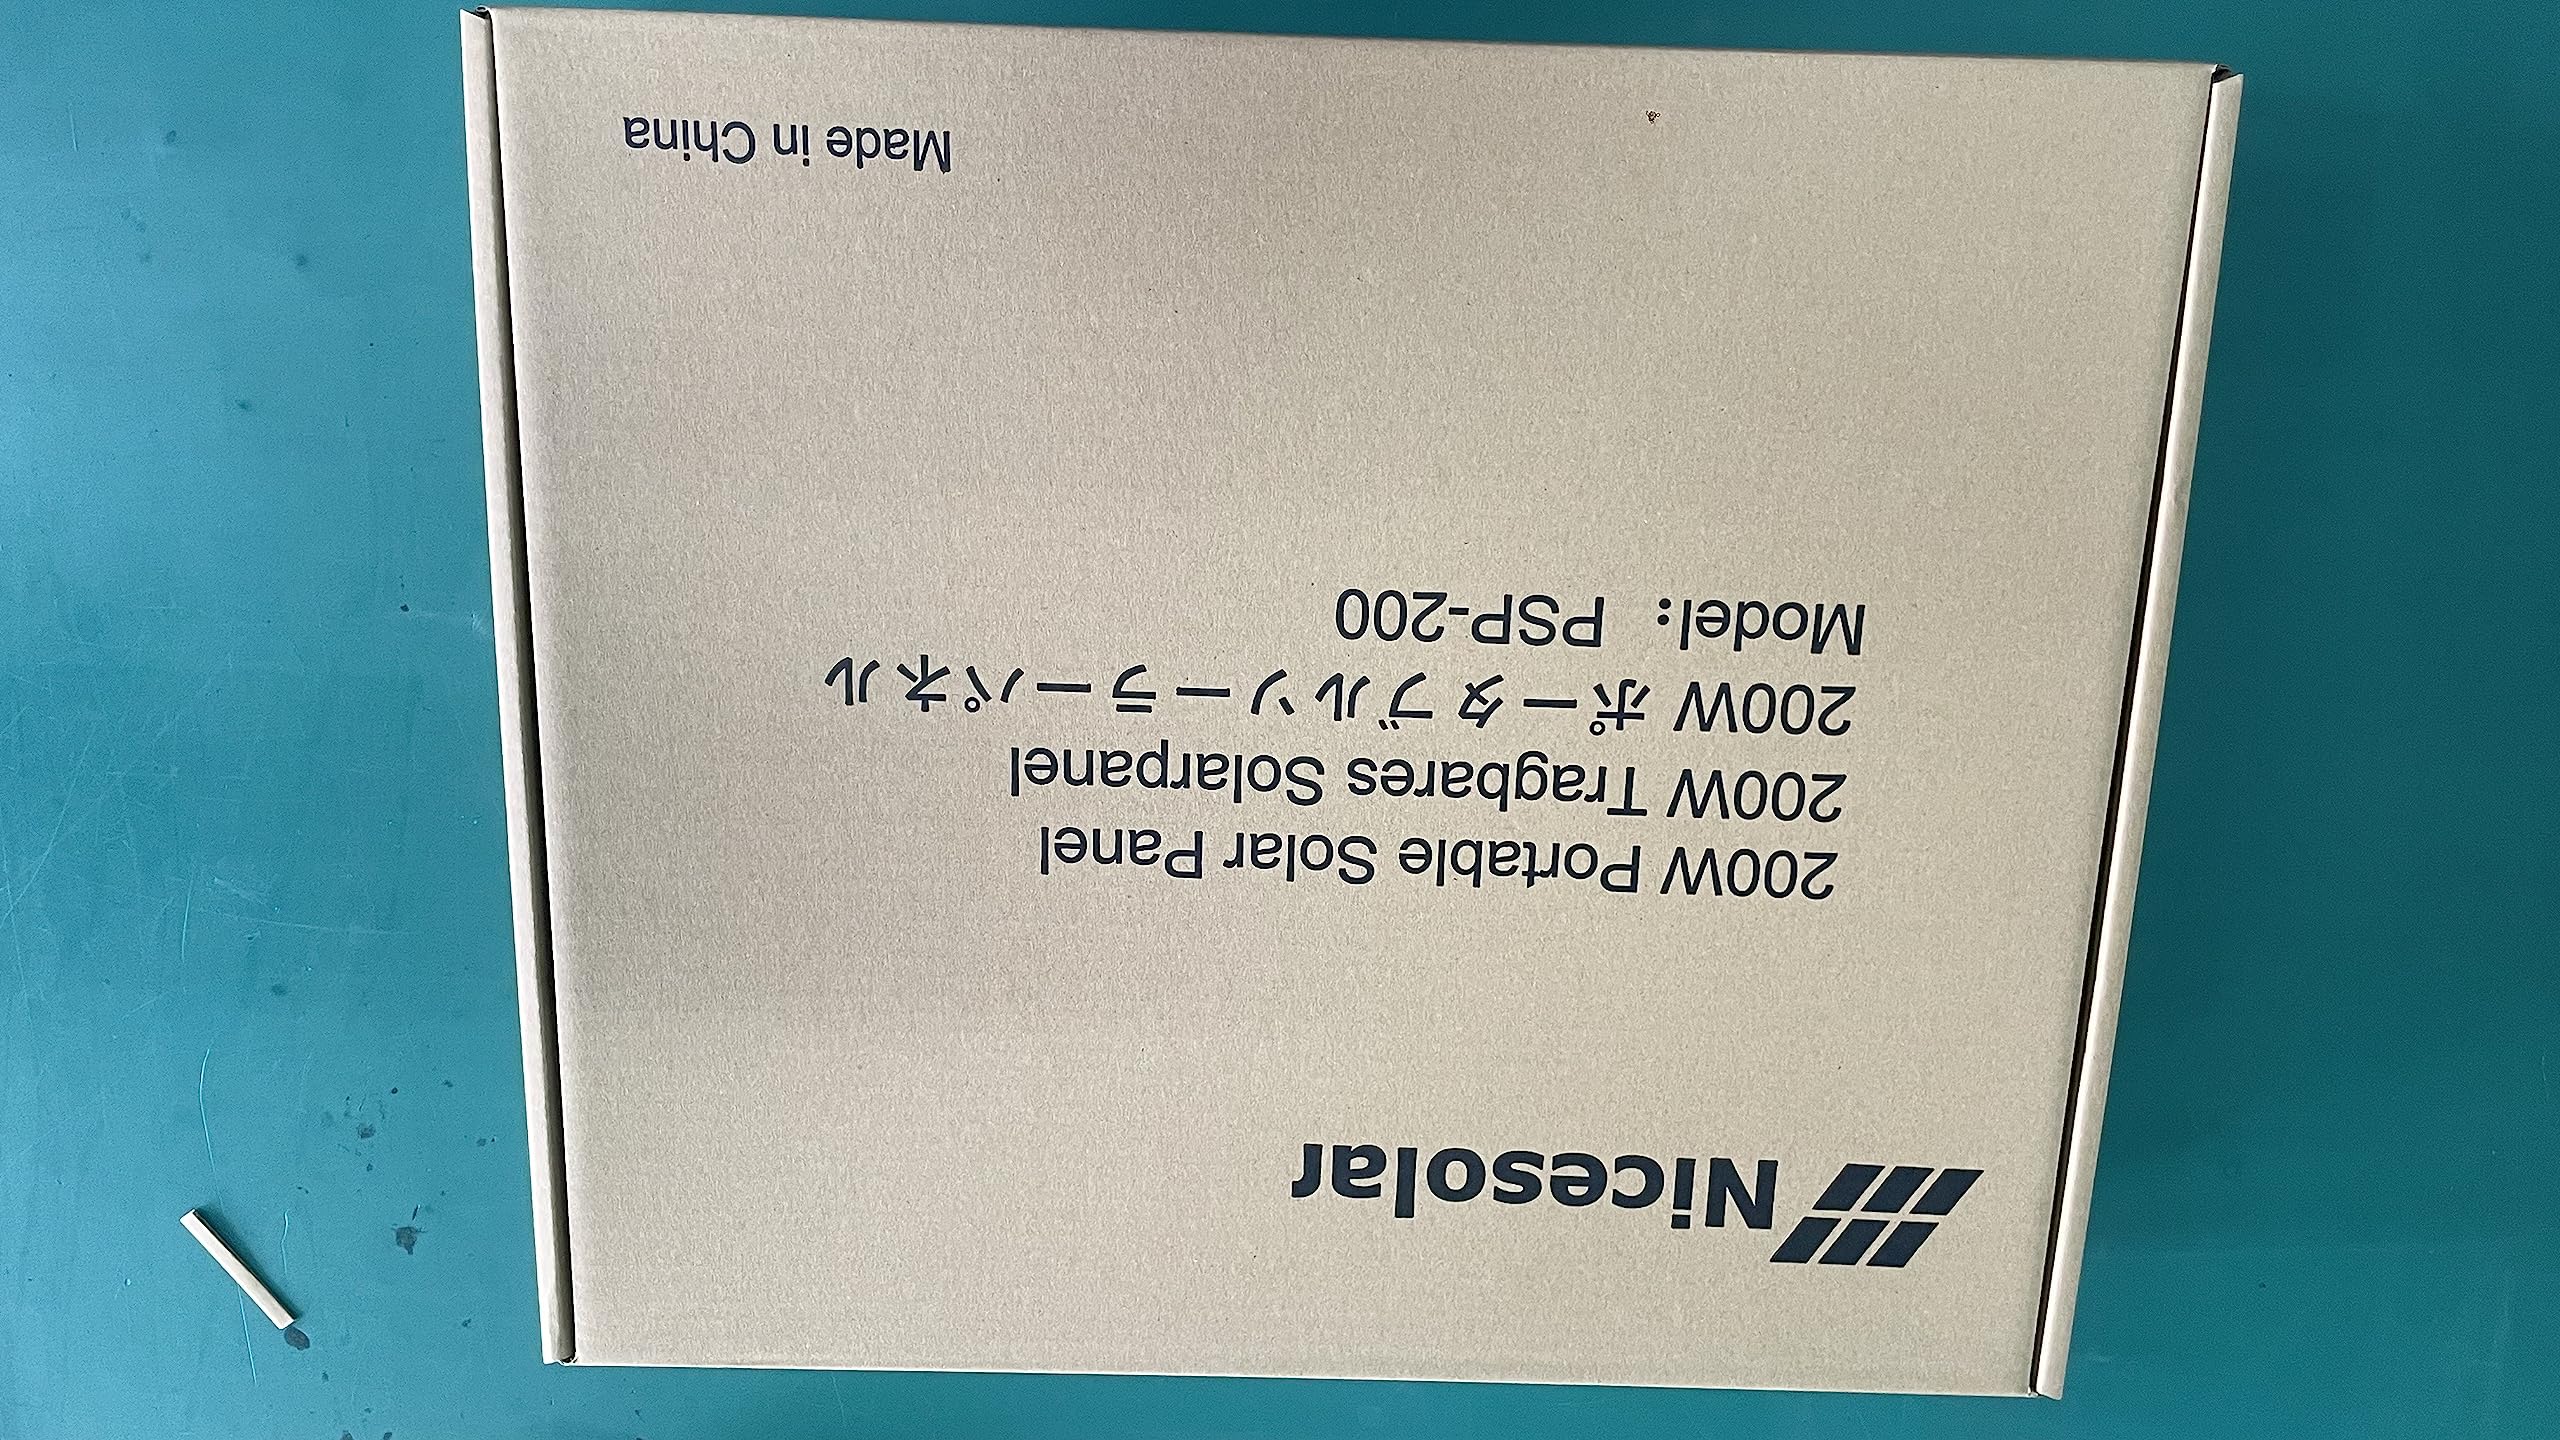 Nicesolar
200W Portable Solar Panel
200W Tragbares Solarpanel
200W ポータブルソーラーパネル
Model: PSP-200
Made in China